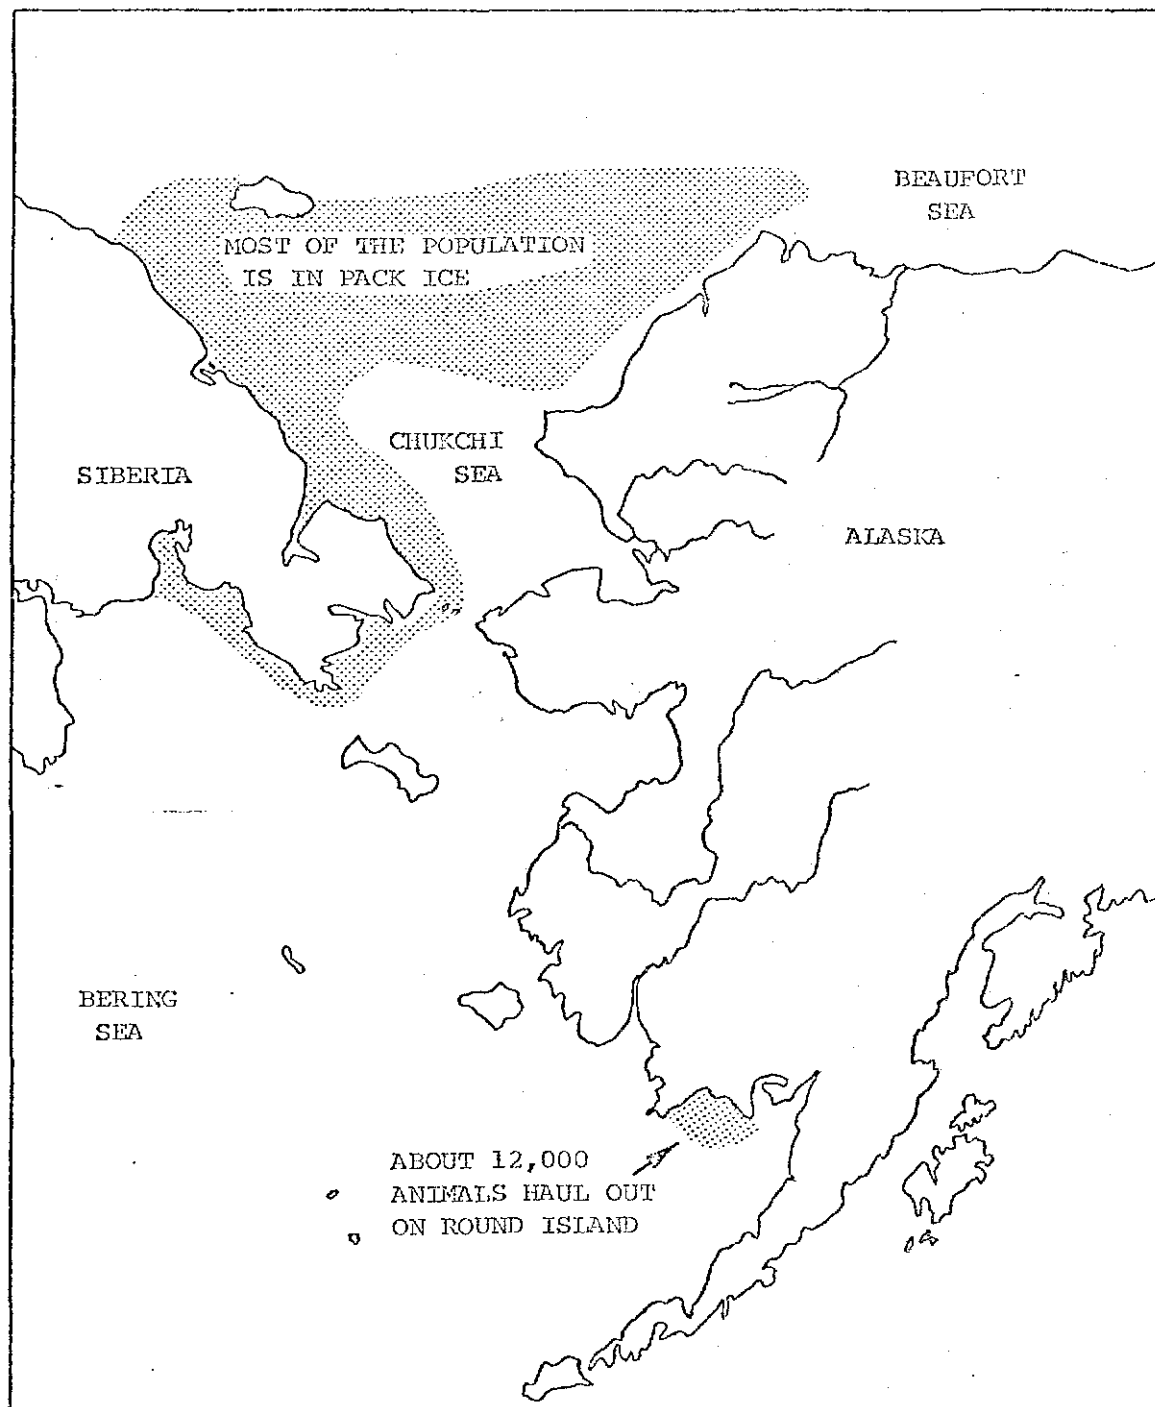 BEAUFORT
SEA
MOST OF THE POPULATION
IS IN PACK ICE
CHUKCHI
SEA
SIBERIA
ALASKA
BERING
SEA
ABOUT 12,000
ANIMALS HAUL OUT
ON ROUND ISLAND